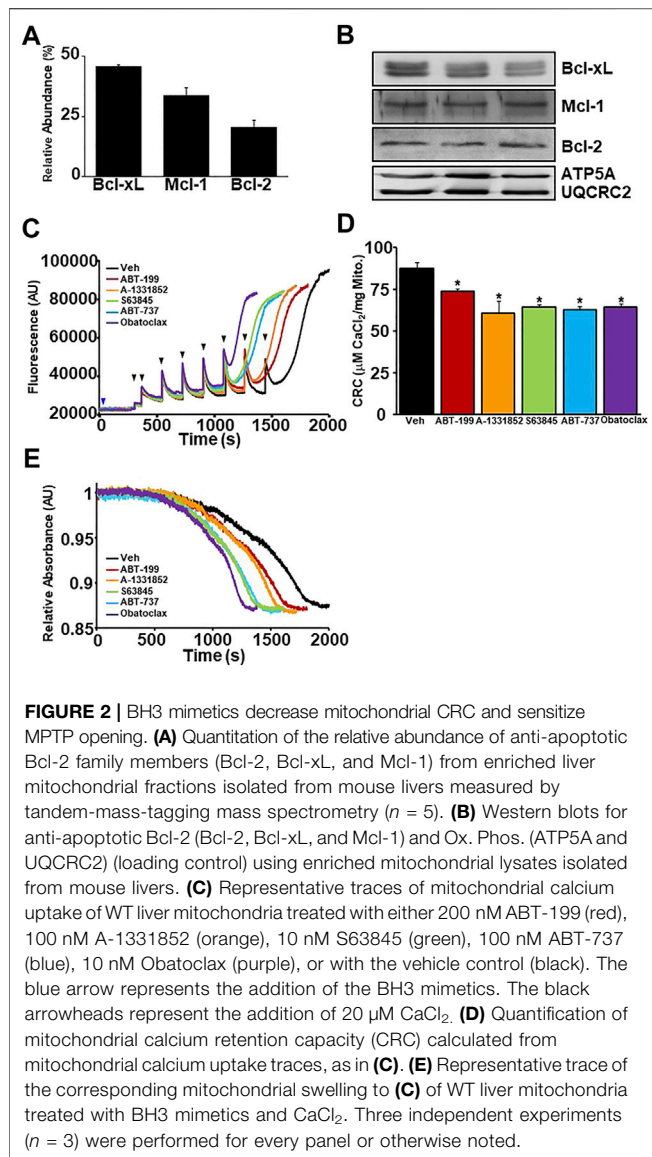 A
Relative Abundance (%)
50
25
0
Bcl-xL Mcl-1 Bcl-2
B
Bcl-xL
Mcl-1
Bcl-2
ATP5A
UQCRC2
C
Fluorescence (AU)
100000
80000
60000
40000
20000
Veh
ABT-199
A-1331852
S63845
ABT-737
Obatoclax
0 500 1000 1500 2000
Time (s)
D
CRC (µM CaCl2/mg Mito.)
100
75
50
25
0
* * * * *
Veh ABT-199 A-1331852 S63845 ABT-737 Obatoclax
E
Relative Absorbance (AU)
1
0.95
0.9
0.85
Veh
ABT-199
A-1331852
S63845
ABT-737
Obatoclax
0 500 1000 1500 2000
Time (s)
FIGURE 2 | BH3 mimetics decrease mitochondrial CRC and sensitize
MPTP opening. (A) Quantitation of the relative abundance of anti-apoptotic
Bcl-2 family members (Bcl-2, Bcl-xL, and Mcl-1) from enriched liver
mitochondrial fractions isolated from mouse livers measured by
tandem-mass-tagging mass spectrometry (n = 5). (B) Western blots for
anti-apoptotic Bcl-2 (Bcl-2, Bcl-xL, and Mcl-1) and Ox. Phos. (ATP5A and
UQCRC2) (loading control) using enriched mitochondrial lysates isolated
from mouse livers. (C) Representative traces of mitochondrial calcium
uptake of WT liver mitochondria treated with either 200 nM ABT-199 (red),
100 nM A-1331852 (orange), 10 nM S63845 (green), 100 nM ABT-737
(blue), 10 nM Obatoclax (purple), or with the vehicle control (black). The
blue arrow represents the addition of the BH3 mimetics. The black
arrowheads represent the addition of 20 µM CaCl2. (D) Quantification of
mitochondrial calcium retention capacity (CRC) calculated from
mitochondrial calcium uptake traces, as in (C). (E) Representative trace of
the corresponding mitochondrial swelling to (C) of WT liver mitochondria
treated with BH3 mimetics and CaCl2. Three independent experiments
(n = 3) were performed for every panel or otherwise noted.